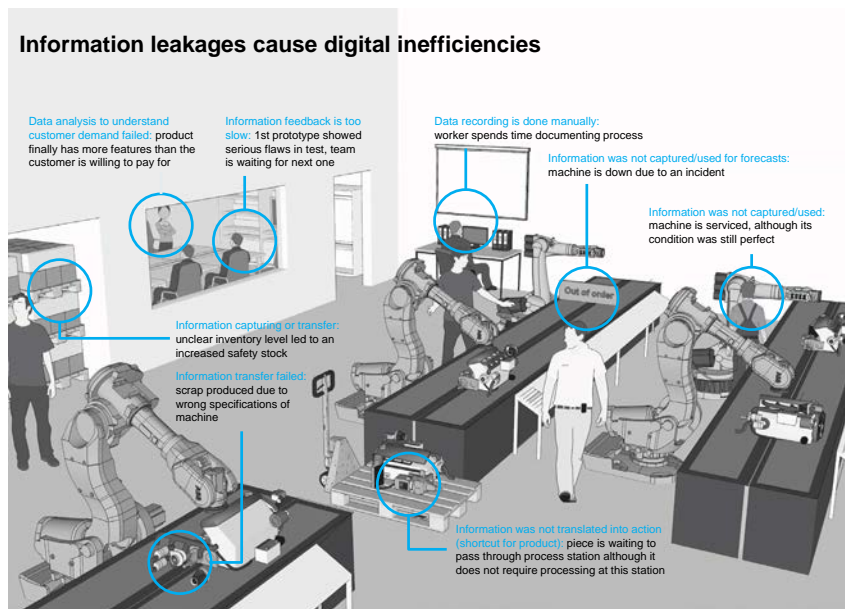 Information leakages cause digital inefficiencies
Data analysis to understand
customer demand failed: product
finally has more features than the
customer is willing to pay for
Information feedback is too
slow: 1st prototype showed
serious flaws in test, team
is waiting for next one
Data recording is done manually:
worker spends time documenting process
Information was not captured/used for forecasts:
machine is down due to an incident
Information was not captured/used:
machine is serviced, although its
condition was still perfect
Out of order
Information capturing or transfer:
unclear inventory level led to an
increased safety stock
Information transfer failed:
scrap produced due to
wrong specifications of
machine
Information was not translated into action
(shortcut for product): piece is waiting to
pass through process station although it
does not require processing at this station